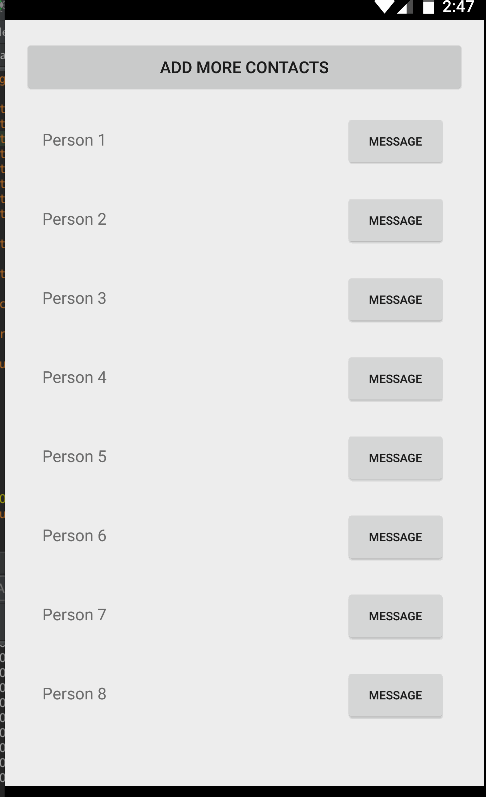 2:47
ADD MORE CONTACTS
Person 1 MESSAGE
Person 2 MESSAGE
Person 3 MESSAGE
Person 4 MESSAGE
Person 5 MESSAGE
Person 6 MESSAGE
Person 7 MESSAGE
Person 8 MESSAGE